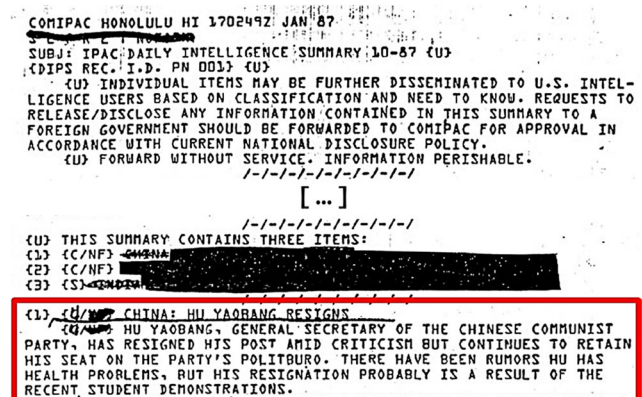 COMIPAC HONOLULU HI 170249Z JAN 87
S E C R E T NOFORN
SUBJ: IPAC DAILY INTELLIGENCE SUMMARY 10-87 {U}
{DIPS REC. I.D. PN 001} {U}
{U} INDIVIDUAL ITEMS MAY BE FURTHER DISSEMINATED TO U.S. INTEL-
LIGENCE USERS BASED ON CLASSIFICATION AND NEED TO KNOW. REQUESTS TO
RELEASE/DISCLOSE ANY INFORMATION CONTAINED IN THIS SUMMARY TO A
FOREIGN GOVERNMENT SHOULD BE FORWARDED TO COMIPAC FOR APPROVAL IN
ACCORDANCE WITH CURRENT NATIONAL DISCLOSURE POLICY.
{U} FORWARD WITHOUT SERVICE. INFORMATION PERISHABLE.
/-/-/-/-/-/-/-/-/-/
[...]
/-/-/-/-/-/-/-/-/-/
{U} THIS SUMMARY CONTAINS THREE ITEMS:
{1} {C/NF} CHINA
{2} {C/NF}
{3} {S} INDIA
{1} CHINA: HU YAOBANG RESIGNS
HU YAOBANG, GENERAL SECRETARY OF THE CHINESE COMMUNIST
PARTY, HAS RESIGNED HIS POST AMID CRITICISM BUT CONTINUES TO RETAIN
HIS SEAT ON THE PARTY'S POLITBURO. THERE HAVE BEEN RUMORS HU HAS
HEALTH PROBLEMS, BUT HIS RESIGNATION PROBABLY IS A RESULT OF THE
RECENT STUDENT DEMONSTRATIONS.